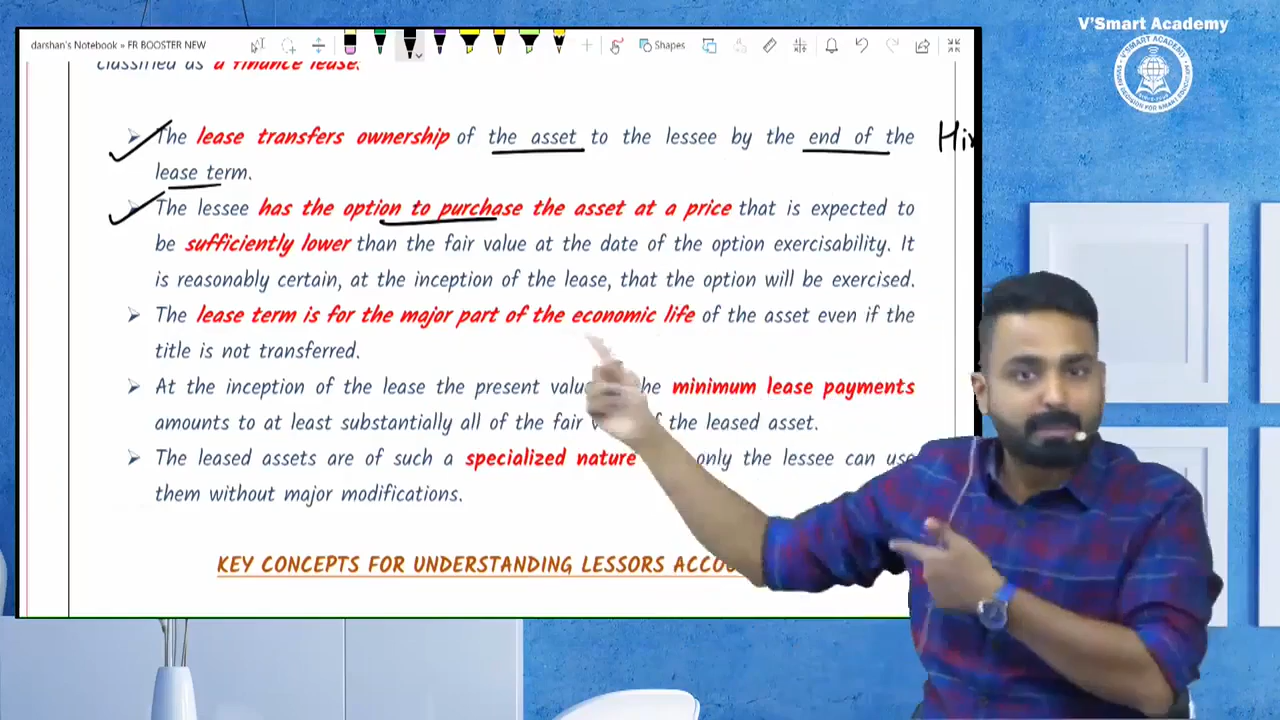 V'Smart Academy
darshan's Notebook » FR BOOSTER NEW
Shapes
classified as a finance lease.
The lease transfers ownership of the asset to the lessee by the end of the
lease term.
The lessee has the option to purchase the asset at a price that is expected to
be sufficiently lower than the fair value at the date of the option exercisability. It
is reasonably certain, at the inception of the lease, that the option will be exercised.
The lease term is for the major part of the economic life of the asset even if the
title is not transferred.
At the inception of the lease the present minimum lease payments
amounts to at least substantially all of the fair the leased asset.
The leased assets are of such a specialized nature only the lessee can use
them without major modifications.
KEY CONCEPTS FOR UNDERSTANDING LESSORS